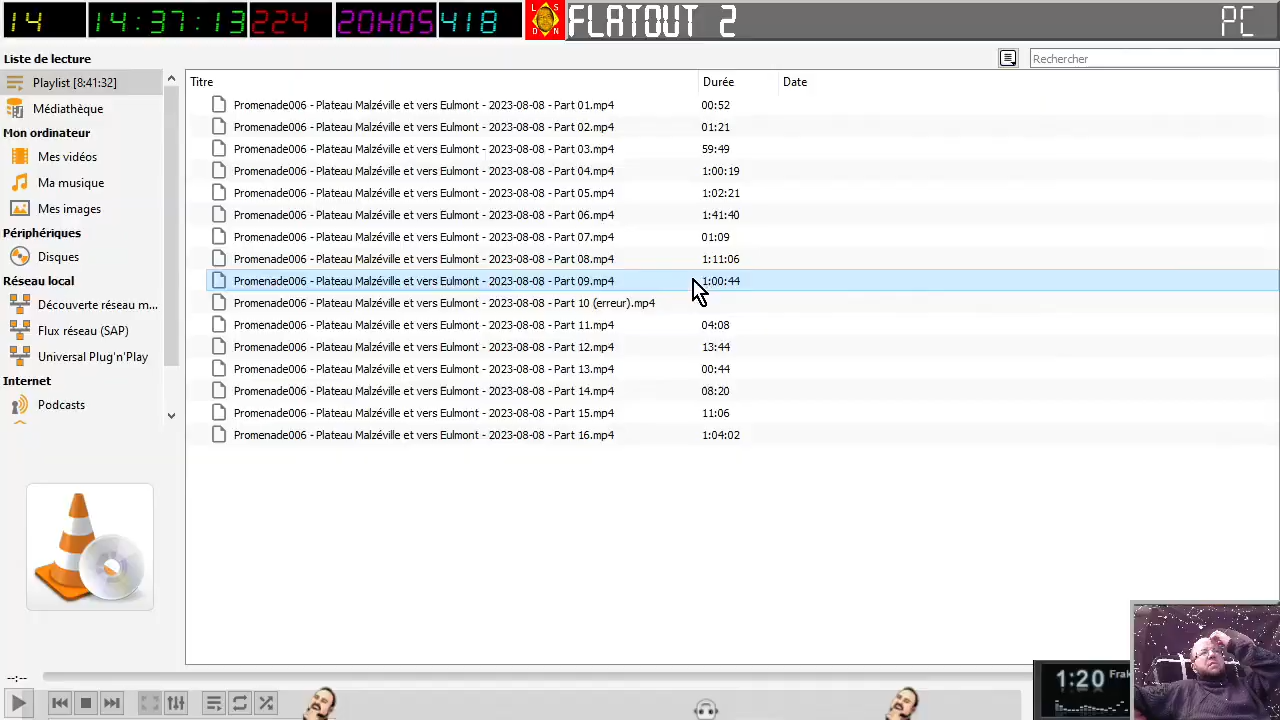 14 14:37:13 224 20H05 418 LS DN FLATOUT 2 PC
Liste de lecture
Rechercher
Playlist [8:41:32]
Titre Durée Date
Médiathèque
Promenade006 - Plateau Malzéville et vers Eulmont - 2023-08-08 - Part 01.mp4 00:52
Promenade006 - Plateau Malzéville et vers Eulmont - 2023-08-08 - Part 02.mp4 01:21
Promenade006 - Plateau Malzéville et vers Eulmont - 2023-08-08 - Part 03.mp4 59:49
Promenade006 - Plateau Malzéville et vers Eulmont - 2023-08-08 - Part 04.mp4 1:00:19
Promenade006 - Plateau Malzéville et vers Eulmont - 2023-08-08 - Part 05.mp4 1:02:21
Promenade006 - Plateau Malzéville et vers Eulmont - 2023-08-08 - Part 06.mp4 1:41:40
Promenade006 - Plateau Malzéville et vers Eulmont - 2023-08-08 - Part 07.mp4 01:09
Promenade006 - Plateau Malzéville et vers Eulmont - 2023-08-08 - Part 08.mp4 1:11:06
Promenade006 - Plateau Malzéville et vers Eulmont - 2023-08-08 - Part 09.mp4 1:00:44
Promenade006 - Plateau Malzéville et vers Eulmont - 2023-08-08 - Part 10 (erreur).mp4
Promenade006 - Plateau Malzéville et vers Eulmont - 2023-08-08 - Part 11.mp4 04:08
Promenade006 - Plateau Malzéville et vers Eulmont - 2023-08-08 - Part 12.mp4 13:44
Promenade006 - Plateau Malzéville et vers Eulmont - 2023-08-08 - Part 13.mp4 00:44
Promenade006 - Plateau Malzéville et vers Eulmont - 2023-08-08 - Part 14.mp4 08:20
Promenade006 - Plateau Malzéville et vers Eulmont - 2023-08-08 - Part 15.mp4 11:06
Promenade006 - Plateau Malzéville et vers Eulmont - 2023-08-08 - Part 16.mp4 1:04:02
Mon ordinateur
Mes vidéos
Ma musique
Mes images
Périphériques
Disques
Réseau local
Découverte réseau m...
Flux réseau (SAP)
Universal Plug'n'Play
Internet
Podcasts
--:--
1:20 Frak